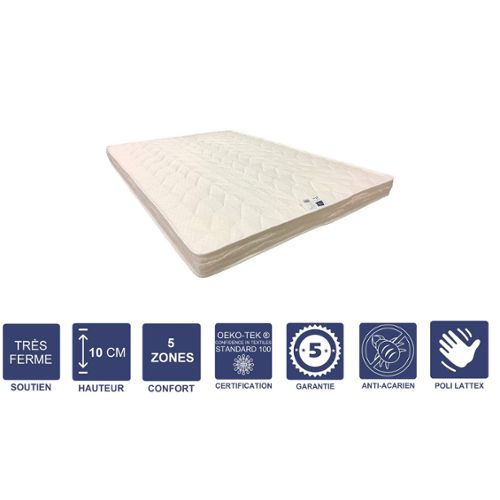 TRÈS
FERME
SOUTIEN
10 CM
HAUTEUR
5
ZONES
CONFORT
OEKO-TEK ®
CONFIDENCE IN TEXTILES
STANDARD 100
CERTIFICATION
5
GARANTIE
ANTI-ACARIEN
POLI LATTEX